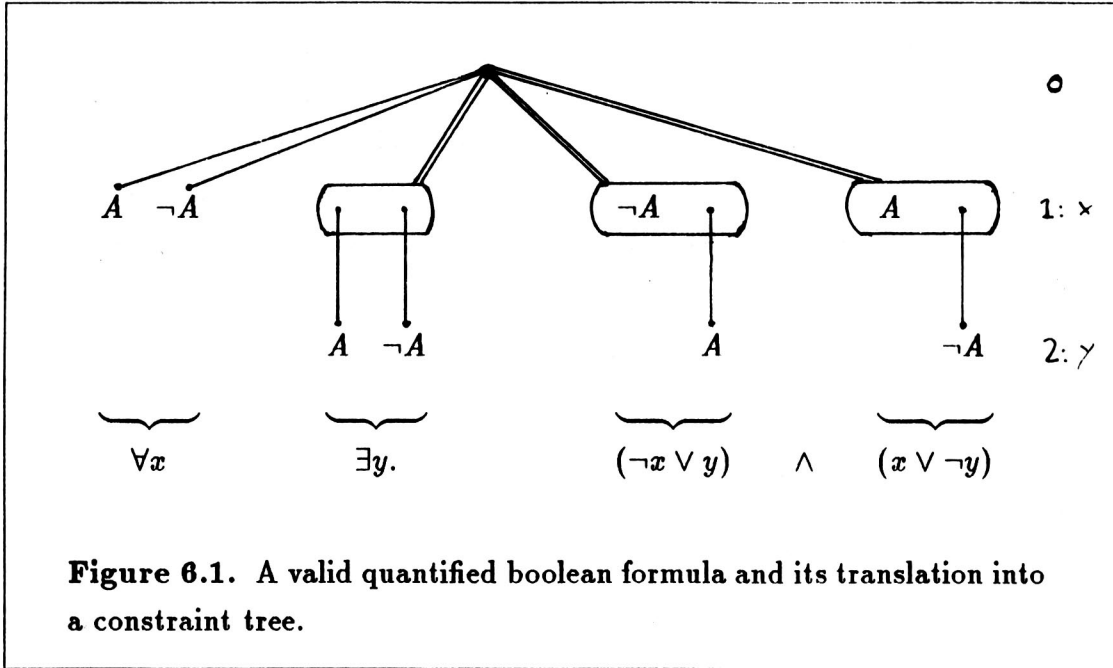 0
A ¬A ¬A A 1: x
A ¬A A ¬A 2: y
∀x ∃y. (¬x ∨ y) ∧ (x ∨ ¬y)
Figure 6.1. A valid quantified boolean formula and its translation into
a constraint tree.